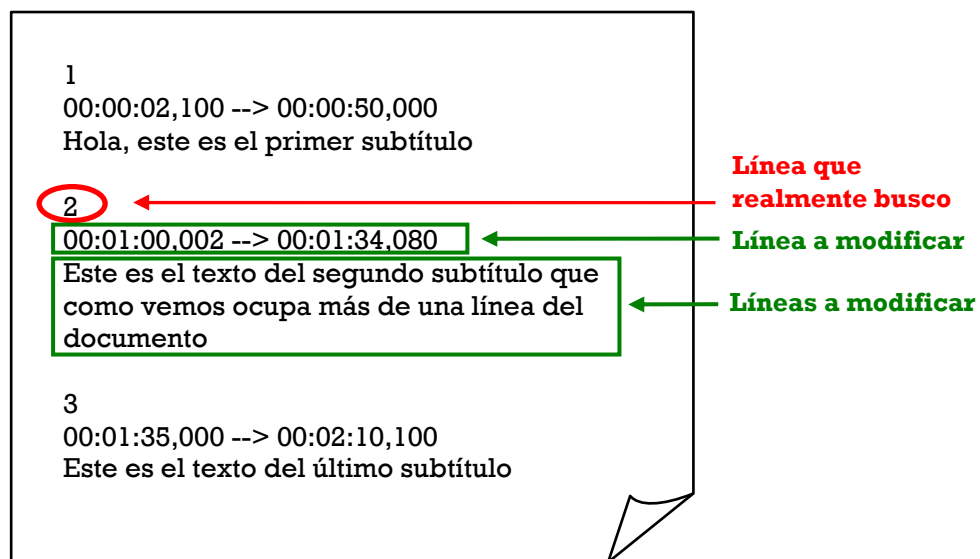 1
00:00:02,100 --> 00:00:50,000
Hola, este es el primer subtítulo
2
00:01:00,002 --> 00:01:34,080
Este es el texto del segundo subtítulo que
como vemos ocupa más de una línea del
documento
3
00:01:35,000 --> 00:02:10,100
Este es el texto del último subtítulo
Línea que
realmente busco
Línea a modificar
Líneas a modificar